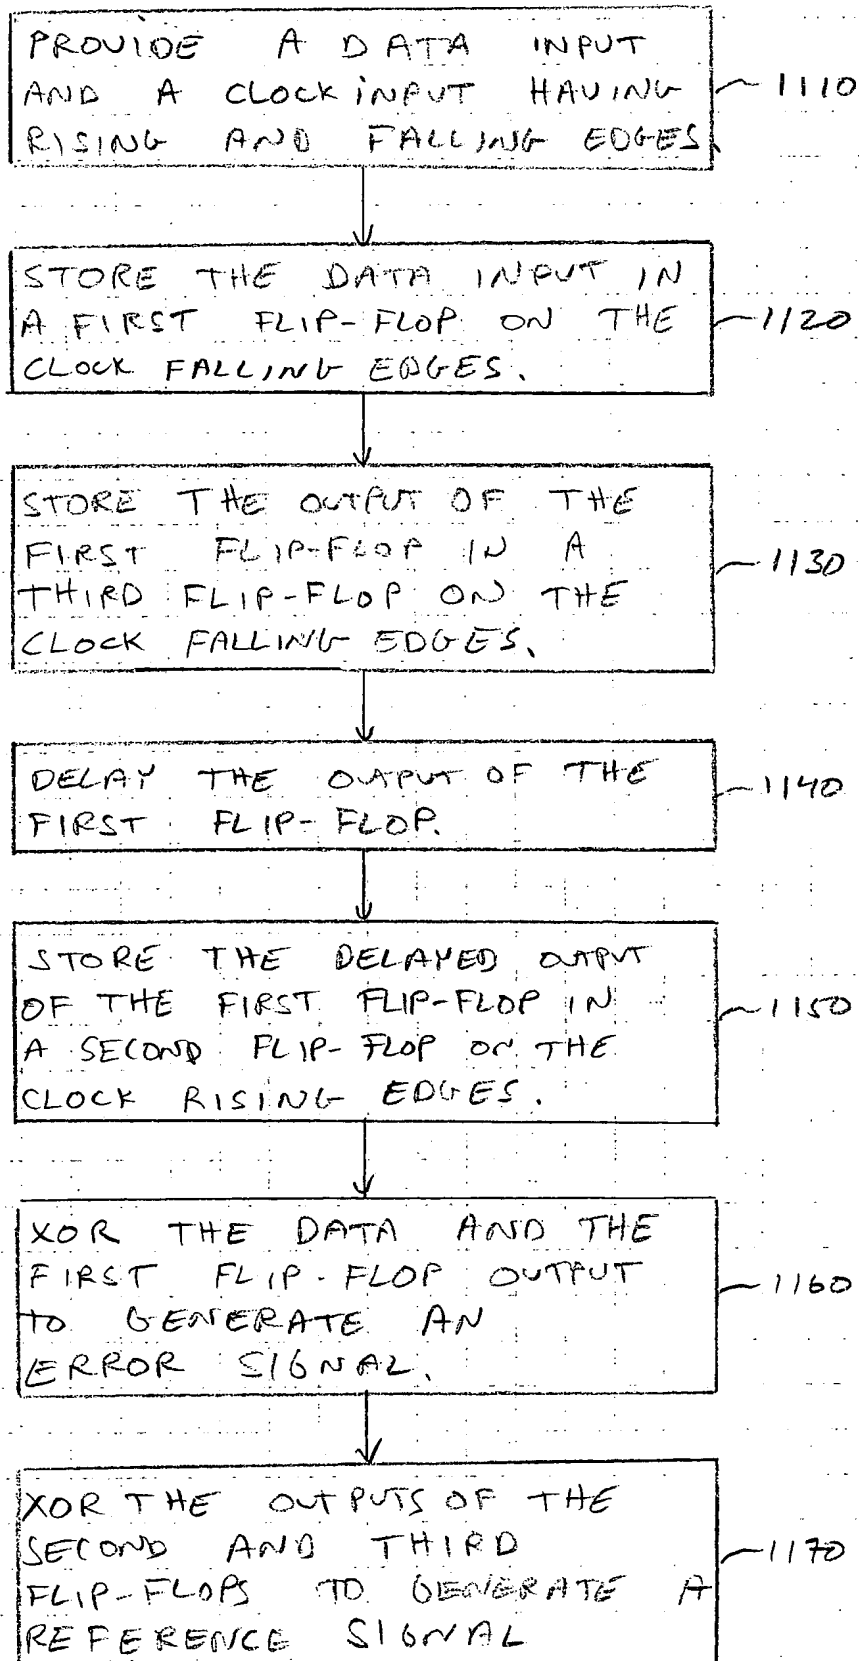 PROVIDE A DATA INPUT
AND A CLOCK INPUT HAVING
RISING AND FALLING EDGES.
1110
STORE THE DATA INPUT IN
A FIRST FLIP-FLOP ON THE
CLOCK FALLING EDGES.
1120
STORE THE OUTPUT OF THE
FIRST FLIP-FLOP IN A
THIRD FLIP-FLOP ON THE
CLOCK FALLING EDGES.
1130
DELAY THE OUTPUT OF THE
FIRST FLIP-FLOP.
1140
STORE THE DELAYED OUTPUT
OF THE FIRST FLIP-FLOP IN
A SECOND FLIP-FLOP ON THE
CLOCK RISING EDGES.
1150
XOR THE DATA AND THE
FIRST FLIP-FLOP OUTPUT
TO GENERATE AN
ERROR SIGNAL.
1160
XOR THE OUTPUTS OF THE
SECOND AND THIRD
FLIP-FLOPS TO GENERATE A
REFERENCE SIGNAL
1170